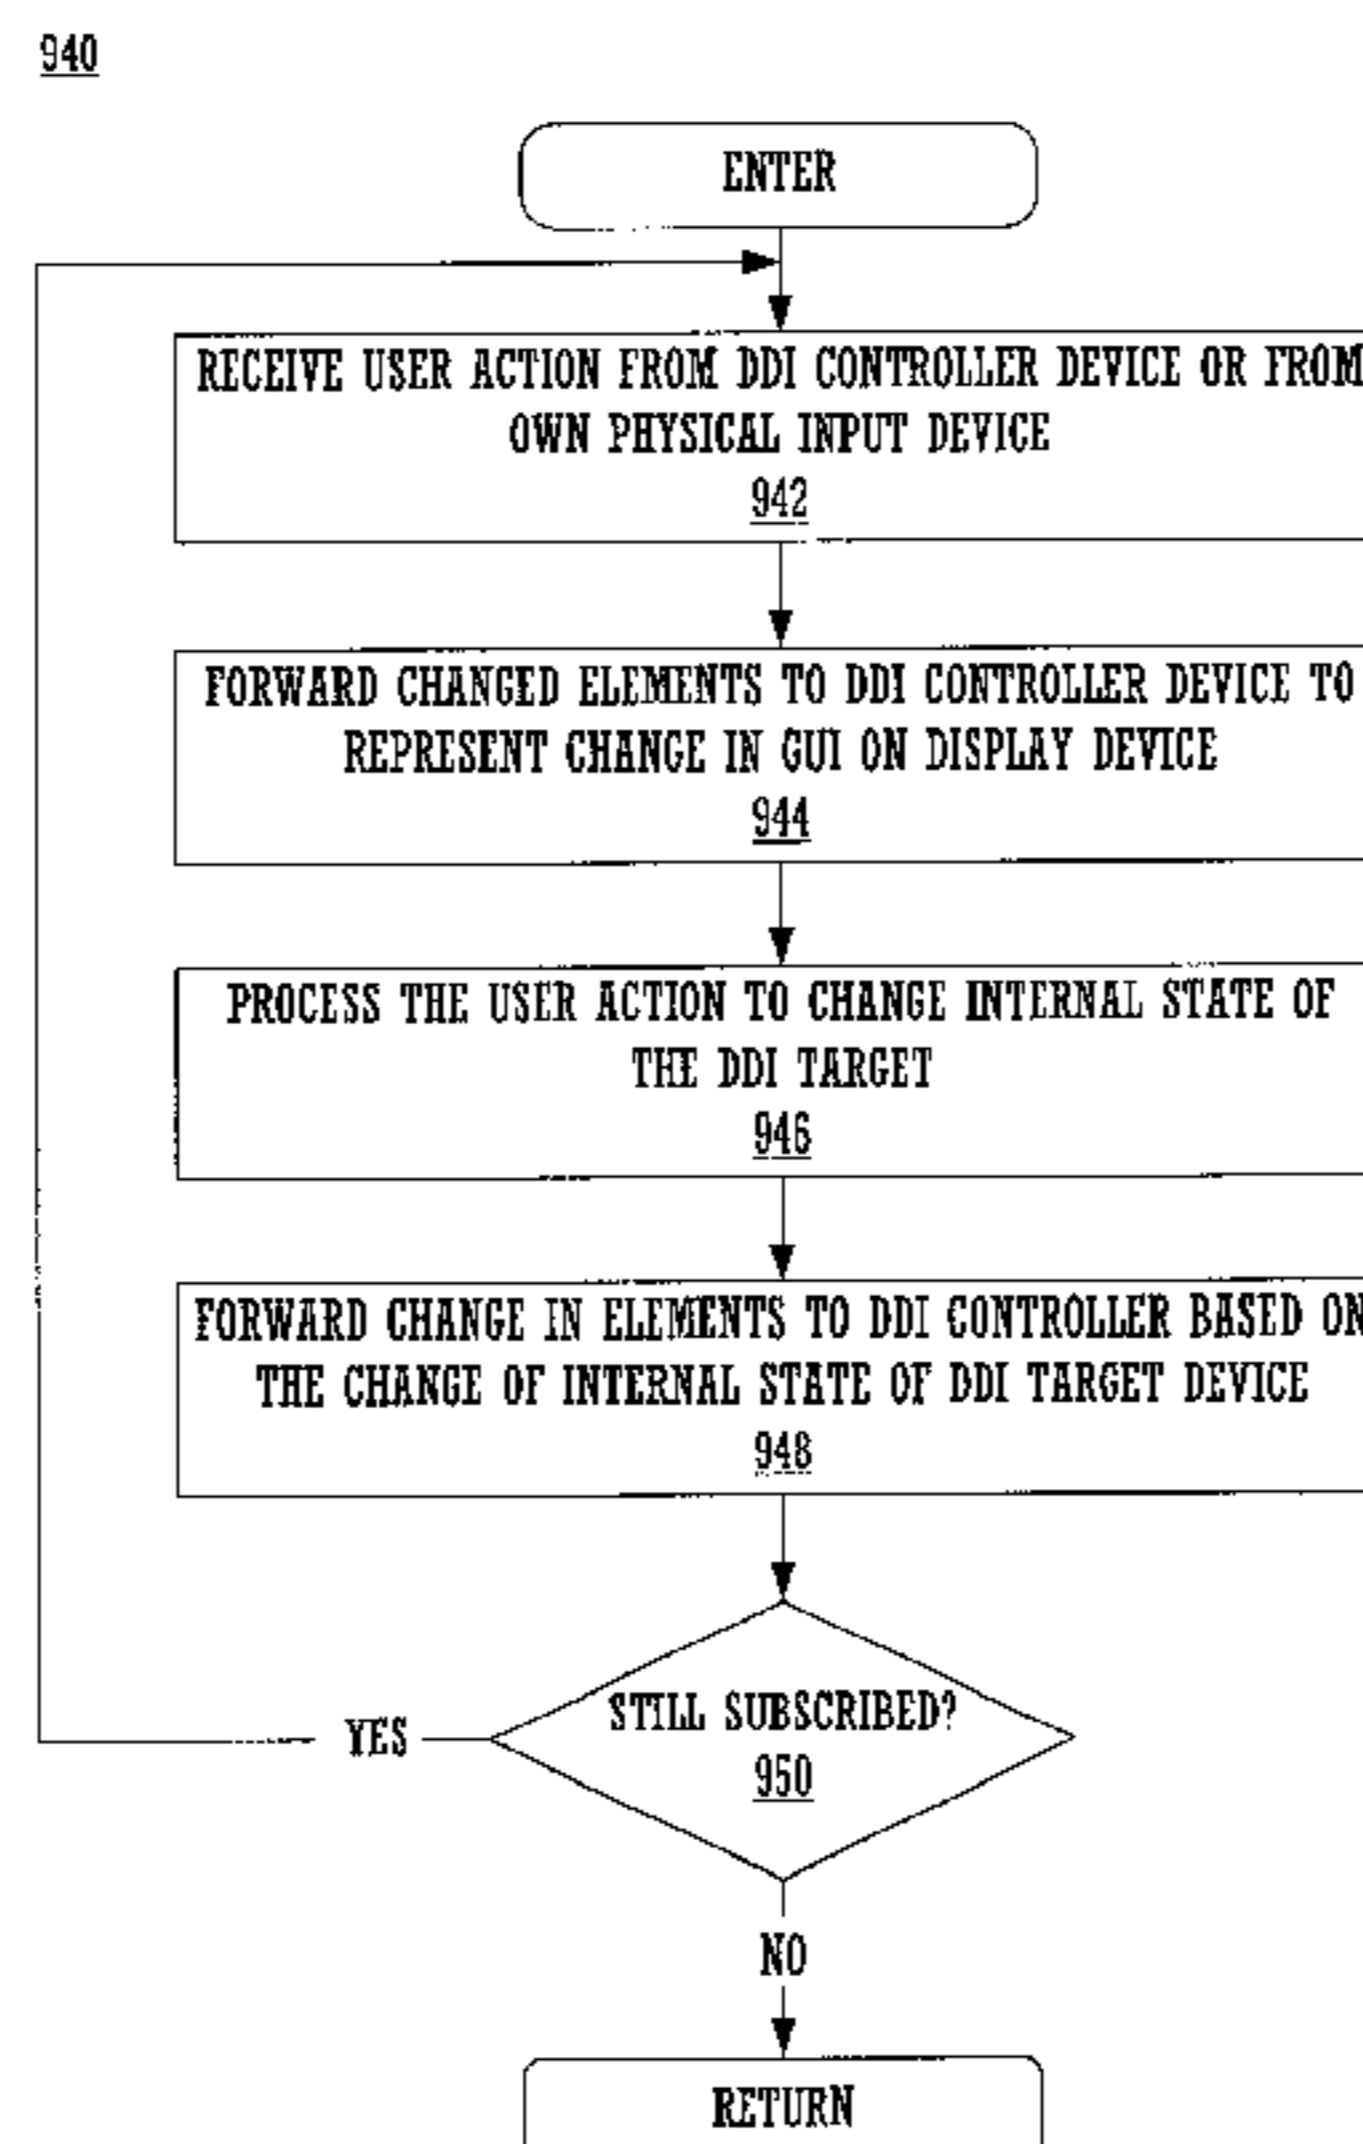 940
ENTER
RECEIVE USER ACTION FROM DDI CONTROLLER DEVICE OR FROM
OWN PHYSICAL INPUT DEVICE
942
FORWARD CHANGED ELEMENTS TO DDI CONTROLLER DEVICE TO
REPRESENT CHANGE IN GUI ON DISPLAY DEVICE
944
PROCESS THE USER ACTION TO CHANGE INTERNAL STATE OF
THE DDI TARGET
946
FORWARD CHANGE IN ELEMENTS TO DDI CONTROLLER BASED ON
THE CHANGE OF INTERNAL STATE OF DDI TARGET DEVICE
948
STILL SUBSCRIBED?
950
YES
NO
RETURN